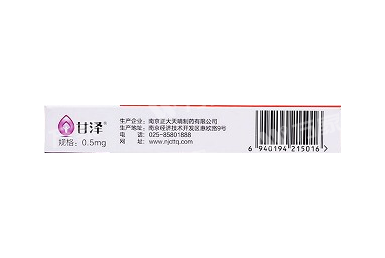 甘泽®
规格：0.5mg
生产企业：南京正大天晴制药有限公司
生产地址：南京经济技术开发区惠欧路9号
电　　话：025-85801888
网　　址：www.njcttq.com
6 940194 215016 >